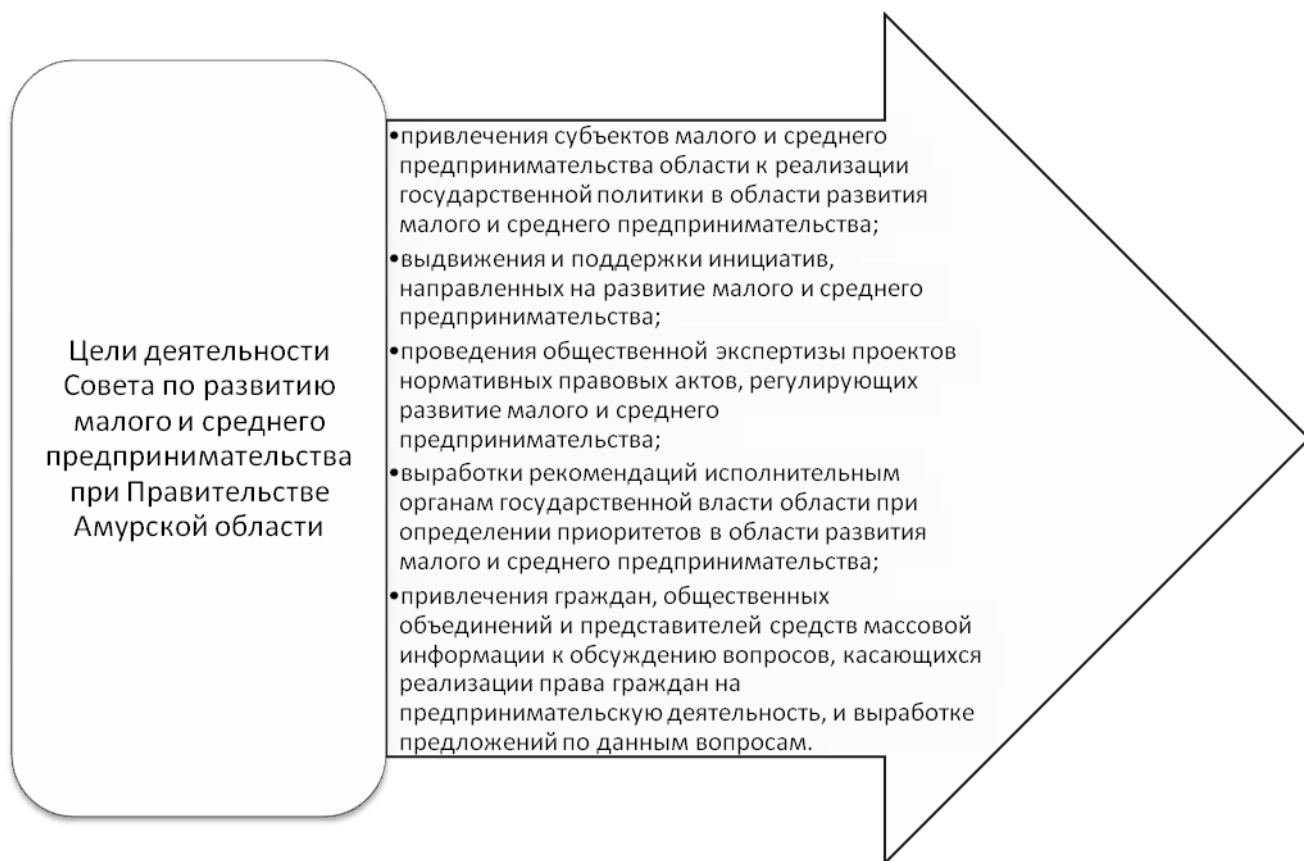 Цели деятельности
Совета по развитию
малого и среднего
предпринимательства
при Правительстве
Амурской области
•привлечения субъектов малого и среднего
предпринимательства области к реализации
государственной политики в области развития
малого и среднего предпринимательства;
•выдвижения и поддержки инициатив,
направленных на развитие малого и среднего
предпринимательства;
•проведения общественной экспертизы проектов
нормативных правовых актов, регулирующих
развитие малого и среднего
предпринимательства;
•выработки рекомендаций исполнительным
органам государственной власти области при
определении приоритетов в области развития
малого и среднего предпринимательства;
•привлечения граждан, общественных
объединений и представителей средств массовой
информации к обсуждению вопросов, касающихся
реализации права граждан на
предпринимательскую деятельность, и выработке
предложений по данным вопросам.